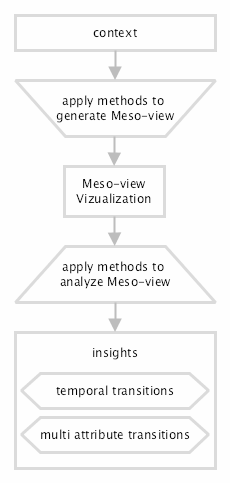 context
apply methods to
generate Meso-view
Meso-view
Vizualization
apply methods to
analyze Meso-view
insights
temporal transitions
multi attribute transitions